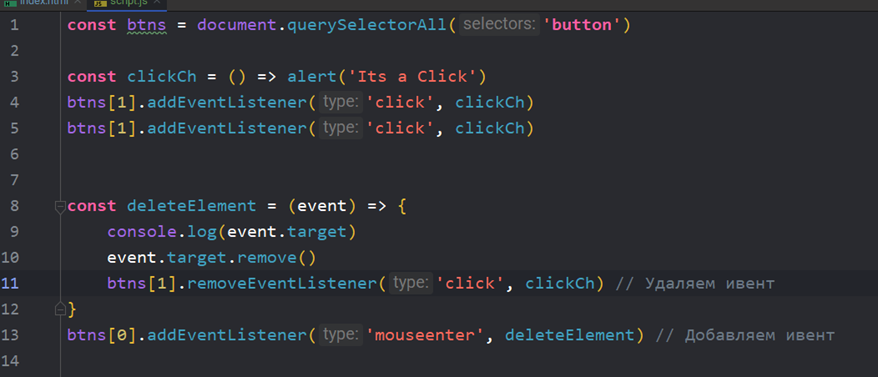 index.html script.js
1 const btns = document.querySelectorAll( selectors: 'button')
2
3 const clickCh = () => alert('Its a Click')
4 btns[1].addEventListener( type: 'click', clickCh)
5 btns[1].addEventListener( type: 'click', clickCh)
6
7
8 const deleteElement = (event) => {
9 console.log(event.target)
10 event.target.remove()
11 btns[1].removeEventListener( type: 'click', clickCh) // Удаляем ивент
12 }
13 btns[0].addEventListener( type: 'mouseenter', deleteElement) // Добавляем ивент
14